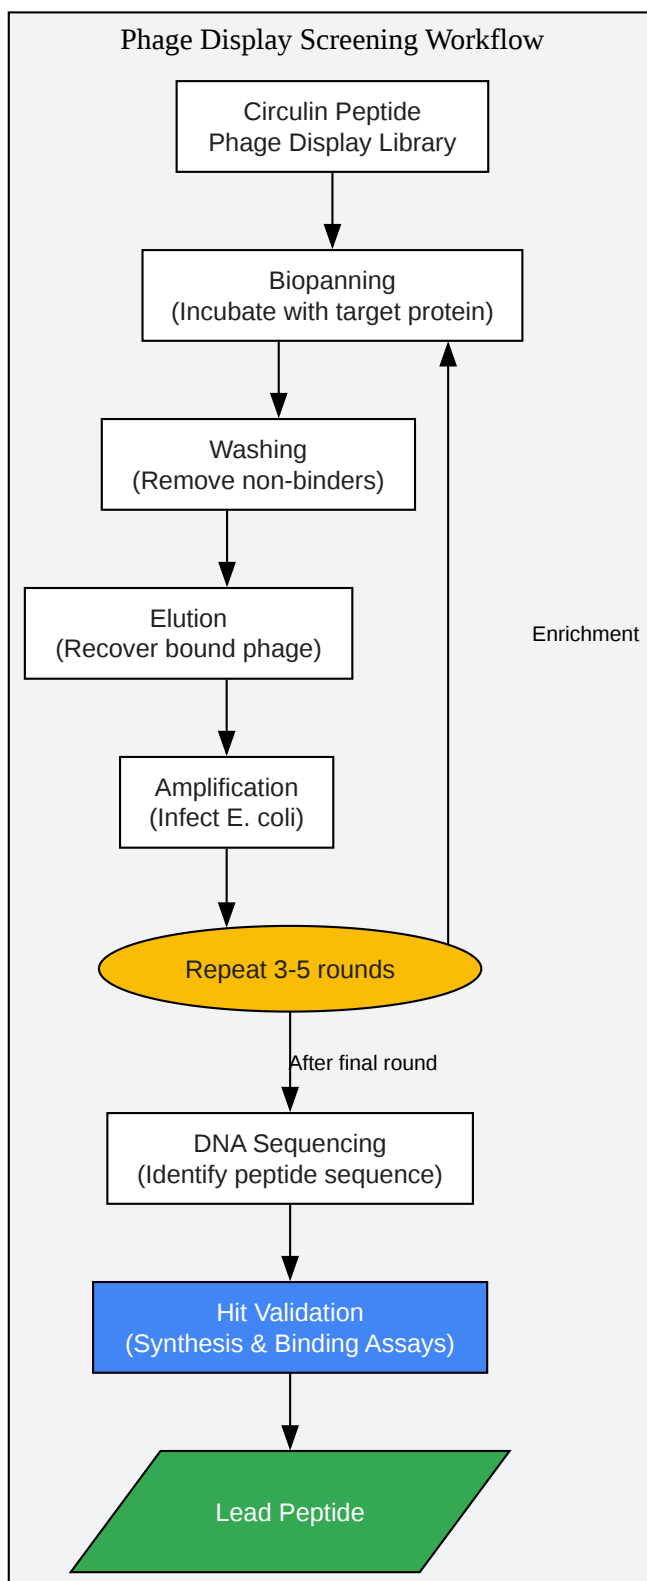 Phage Display Screening Workflow
Circulin Peptide
Phage Display Library
Biopanning
(Incubate with target protein)
Washing
(Remove non-binders)
Elution
(Recover bound phage)
Enrichment
Amplification
(Infect E. coli)
Repeat 3-5 rounds
After final round
DNA Sequencing
(Identify peptide sequence)
Hit Validation
(Synthesis & Binding Assays)
Lead Peptide